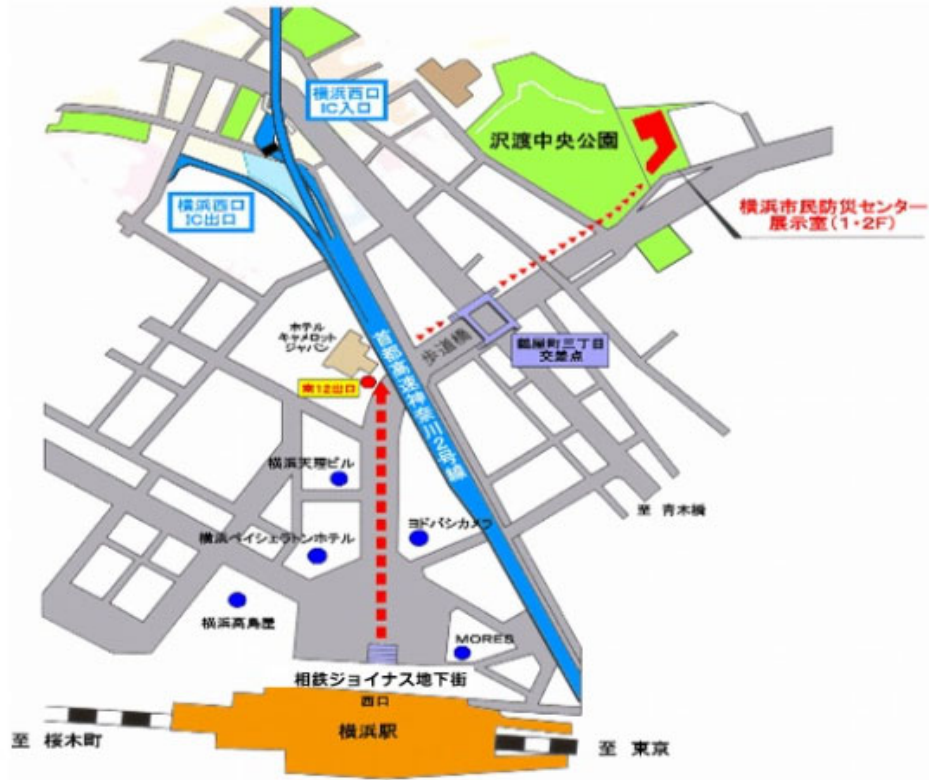 横浜西口
IC入口
沢渡中央公園
横浜西口
IC出口
横浜市民防災センター
展示室(1・2F)
ホテル
キャメロット
ジャパン
首都高速神奈川2号線
歩道橋
鶴屋町三丁目
交差点
南12出口
横浜天理ビル
至 青木橋
ヨドバシカメラ
横浜ベイシェラトンホテル
横浜高島屋
MORES
相鉄ジョイナス地下街
西口
横浜駅
至 桜木町
至 東京